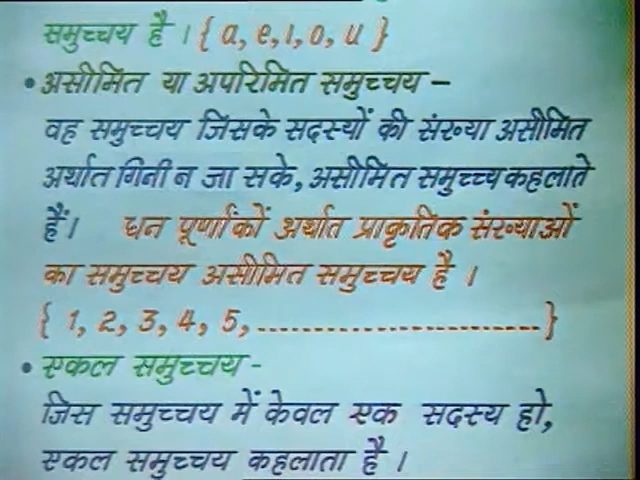 समुच्चय है । { a, e, i, o, u }
• असीमित या अपरिमित समुच्चय –
वह समुच्चय जिसके सदस्यों की संख्या असीमित
अर्थात गिनी न जा सके, असीमित समुच्च्य कहलाते
हैं। धन पूर्णांकों अर्थात प्राकृतिक संख्याओं
का समुच्चय असीमित समुच्चय है ।
{ 1, 2, 3, 4, 5, ........................ }
• एकल समुच्चय -
जिस समुच्चय में केवल एक सदस्य हो,
एकल समुच्चय कहलाता है ।